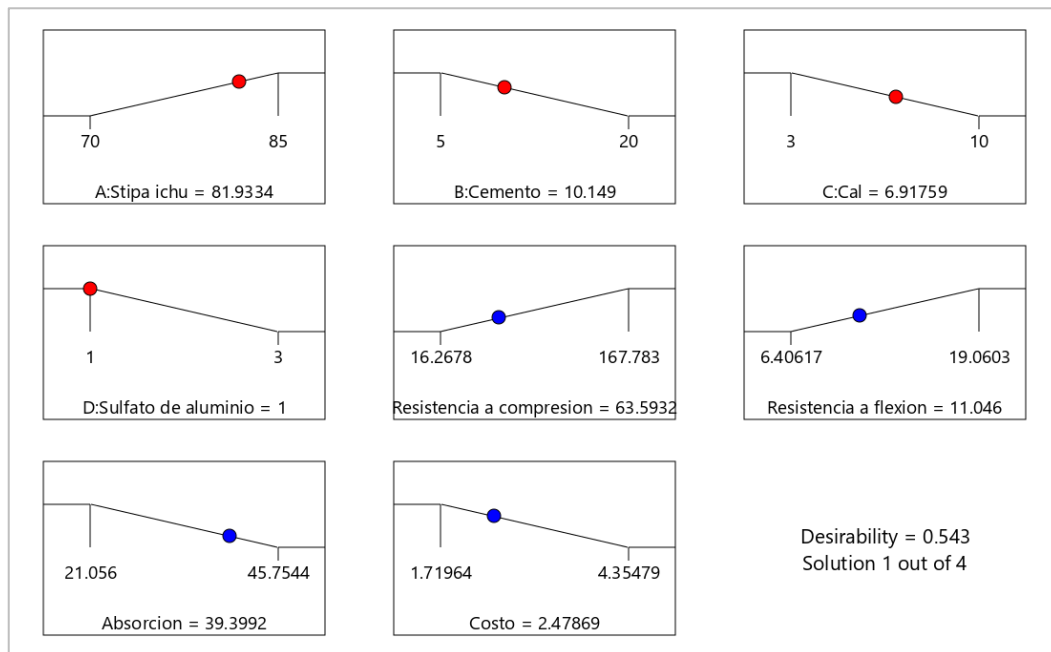 70 85
A:Stipa ichu = 81.9334
5 20
B:Cemento = 10.149
3 10
C:Cal = 6.91759
1 3
D:Sulfato de aluminio = 1
16.2678 167.783
Resistencia a compresion = 63.5932
6.40617 19.0603
Resistencia a flexion = 11.046
21.056 45.7544
Absorcion = 39.3992
1.71964 4.35479
Costo = 2.47869
Desirability = 0.543
Solution 1 out of 4